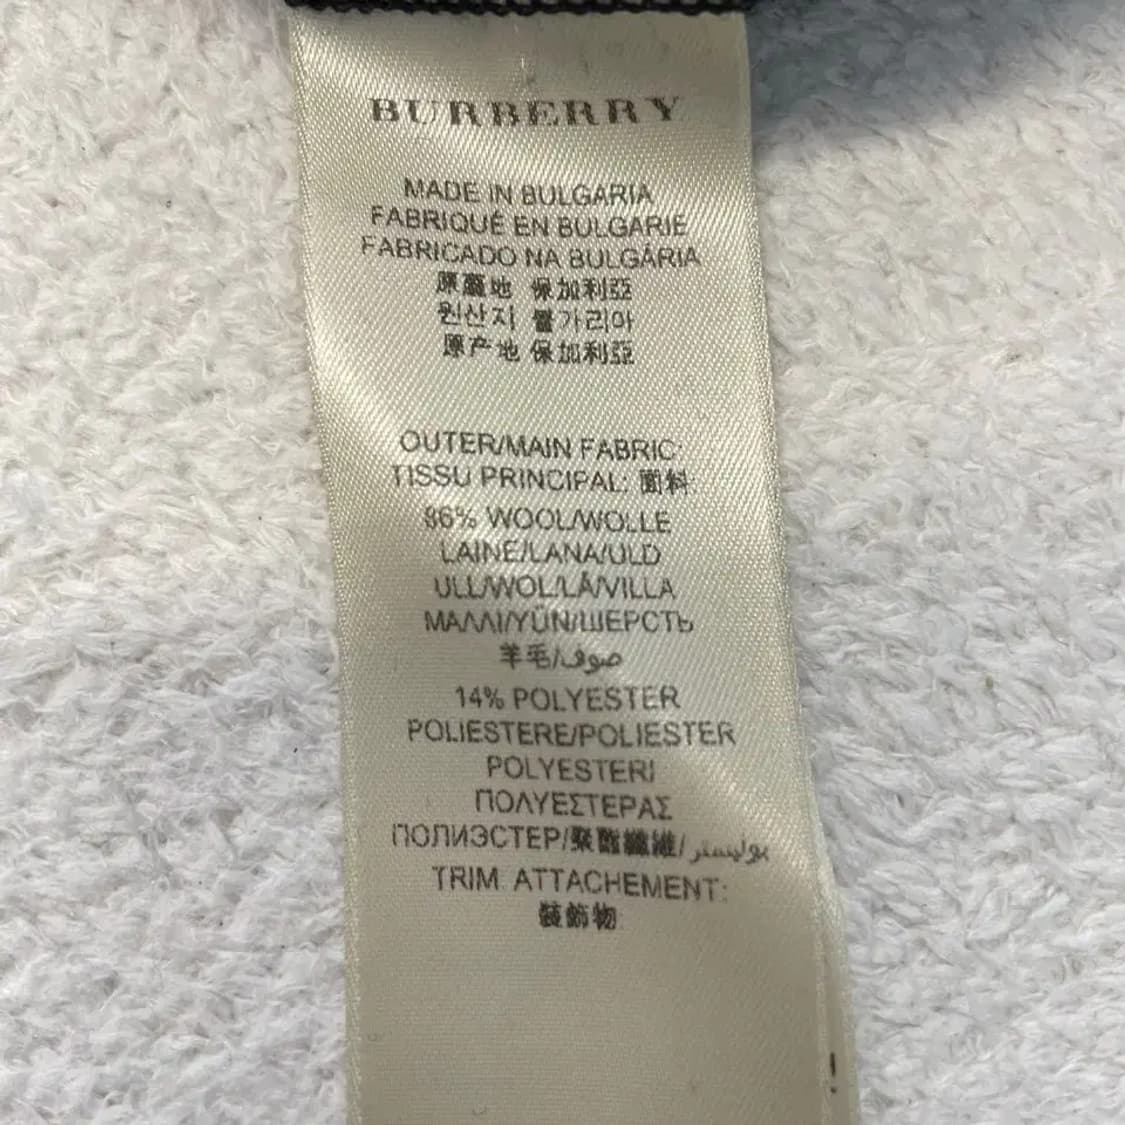 BURBERRY
MADE IN BULGARIA
FABRIQUÉ EN BULGARIE
FABRICADO NA BULGÁRIA
原產地 保加利亞
원산지 불가리아
原产地 保加利亞
OUTER/MAIN FABRIC:
TISSU PRINCIPAL: 面料
86% WOOL/WOLLE
LAINE/LANA/ULD
ULL/WOL/LÃ/VILLA
ΜΑΛΛΙ/YÜN/ШЕРСТЬ
羊毛/صوف
14% POLYESTER
POLIESTERE/POLIESTER
POLYESTERI
ΠΟΛΥΕΣΤΕΡΑΣ
ПОЛИЭСТЕР/聚酯纖維/بوليستر
TRIM. ATTACHEMENT:
裝飾物